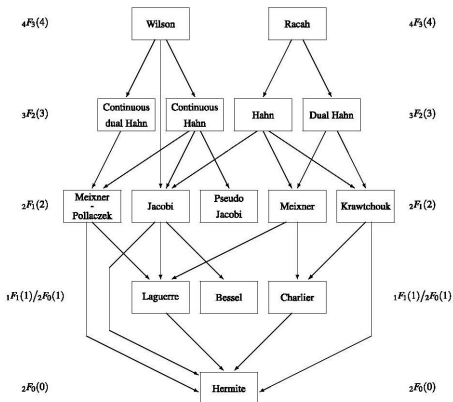 ₄F₃(4) Wilson Racah ₄F₃(4)
₃F₂(3) Continuous dual Hahn Continuous Hahn Hahn Dual Hahn ₃F₂(3)
₂F₁(2) Meixner - Pollaczek Jacobi Pseudo Jacobi Meixner Krawtchouk ₂F₁(2)
₁F₁(1)/₂F₀(1) Laguerre Bessel Charlier ₁F₁(1)/₂F₀(1)
₂F₀(0) Hermite ₂F₀(0)